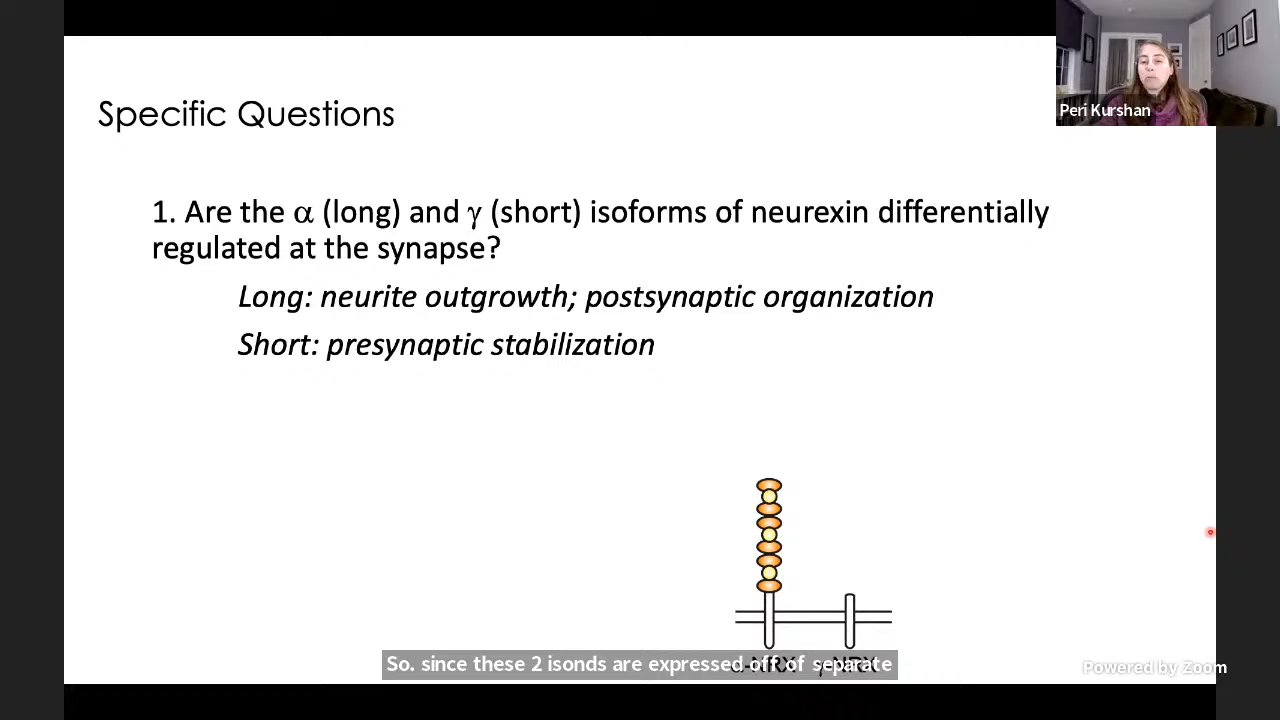 Peri Kurshan
Specific Questions
1. Are the α (long) and γ (short) isoforms of neurexin differentially
regulated at the synapse?
Long: neurite outgrowth; postsynaptic organization
Short: presynaptic stabilization
So. since these 2 isonds are expressed off of separate
Powered by Zoom